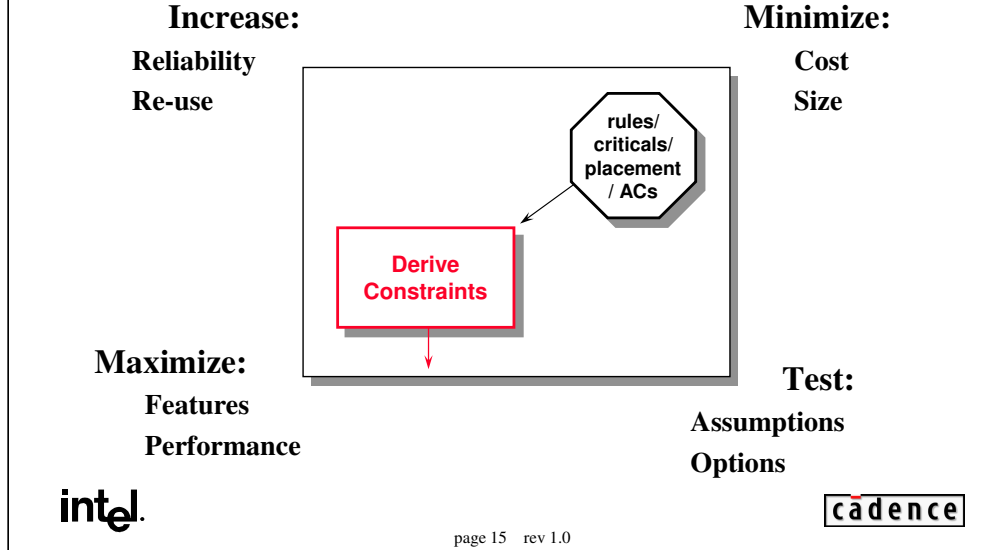 Increase:
Reliability
Re-use
Minimize:
Cost
Size
rules/
criticals/
placement
/ ACs
Derive
Constraints
Maximize:
Features
Performance
Test:
Assumptions
Options
intel.
page 15 rev 1.0
cādence